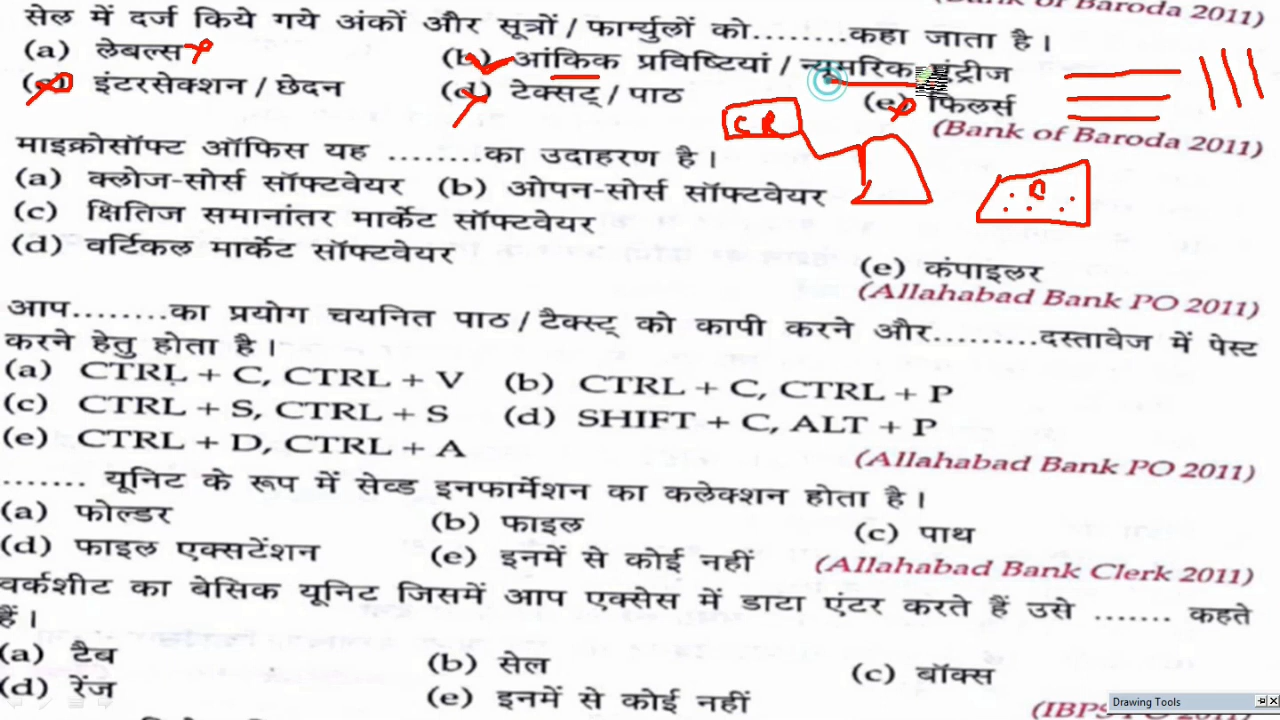 (Bank of Baroda 2011)
सेल में दर्ज किये गये अंकों और सूत्रों / फार्म्युलों को........कहा जाता है।
(a) लेबल्स (b) आंकिक प्रविष्टियां / न्यूमरिक एंट्रीज
(c) इंटरसेक्शन / छेदन (d) टेक्सट् / पाठ (e) फिलर्स
(Bank of Baroda 2011)
C R
माइक्रोसॉफ्ट ऑफिस यह ........का उदाहरण है।
(a) क्लोज-सोर्स सॉफ्टवेयर (b) ओपन-सोर्स सॉफ्टवेयर
(c) क्षितिज समानांतर मार्केट सॉफ्टवेयर
(d) वर्टिकल मार्केट सॉफ्टवेयर (e) कंपाइलर
(Allahabad Bank PO 2011)
आप........का प्रयोग चयनित पाठ / टैक्स्ट् को कापी करने और.........दस्तावेज में पेस्ट
करने हेतु होता है।
(a) CTRL + C, CTRL + V (b) CTRL + C, CTRL + P
(c) CTRL + S, CTRL + S (d) SHIFT + C, ALT + P
(e) CTRL + D, CTRL + A (Allahabad Bank PO 2011)
....... यूनिट के रूप में सेव्ड इनफार्मेशन का कलेक्शन होता है।
(a) फोल्डर (b) फाइल (c) पाथ
(d) फाइल एक्सटेंशन (e) इनमें से कोई नहीं (Allahabad Bank Clerk 2011)
वर्कशीट का बेसिक यूनिट जिसमें आप एक्सेस में डाटा एंटर करते हैं उसे ....... कहते
हैं।
(a) टैब (b) सेल (c) बॉक्स
(d) रेंज (e) इनमें से कोई नहीं
Drawing Tools